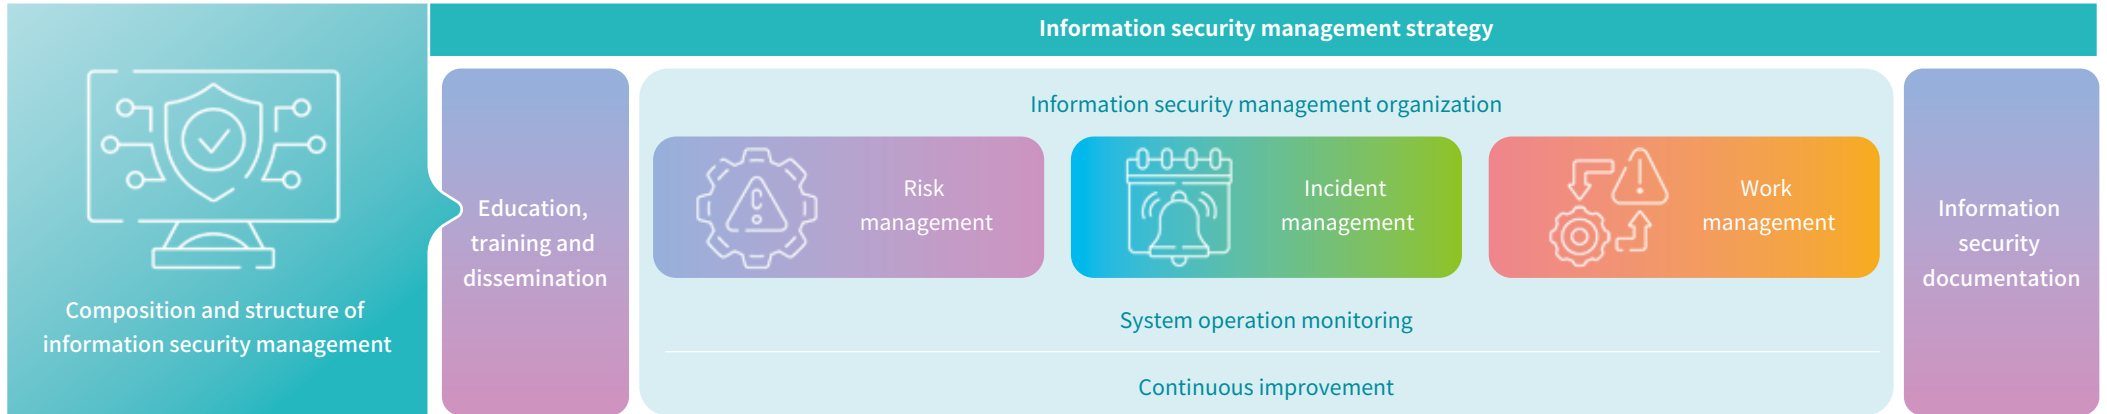 Composition and structure of
information security management
Information security management strategy
Education,
training and
dissemination
Information security management organization
Risk
management
Incident
management
Work
management
System operation monitoring
Continuous improvement
Information
security
documentation